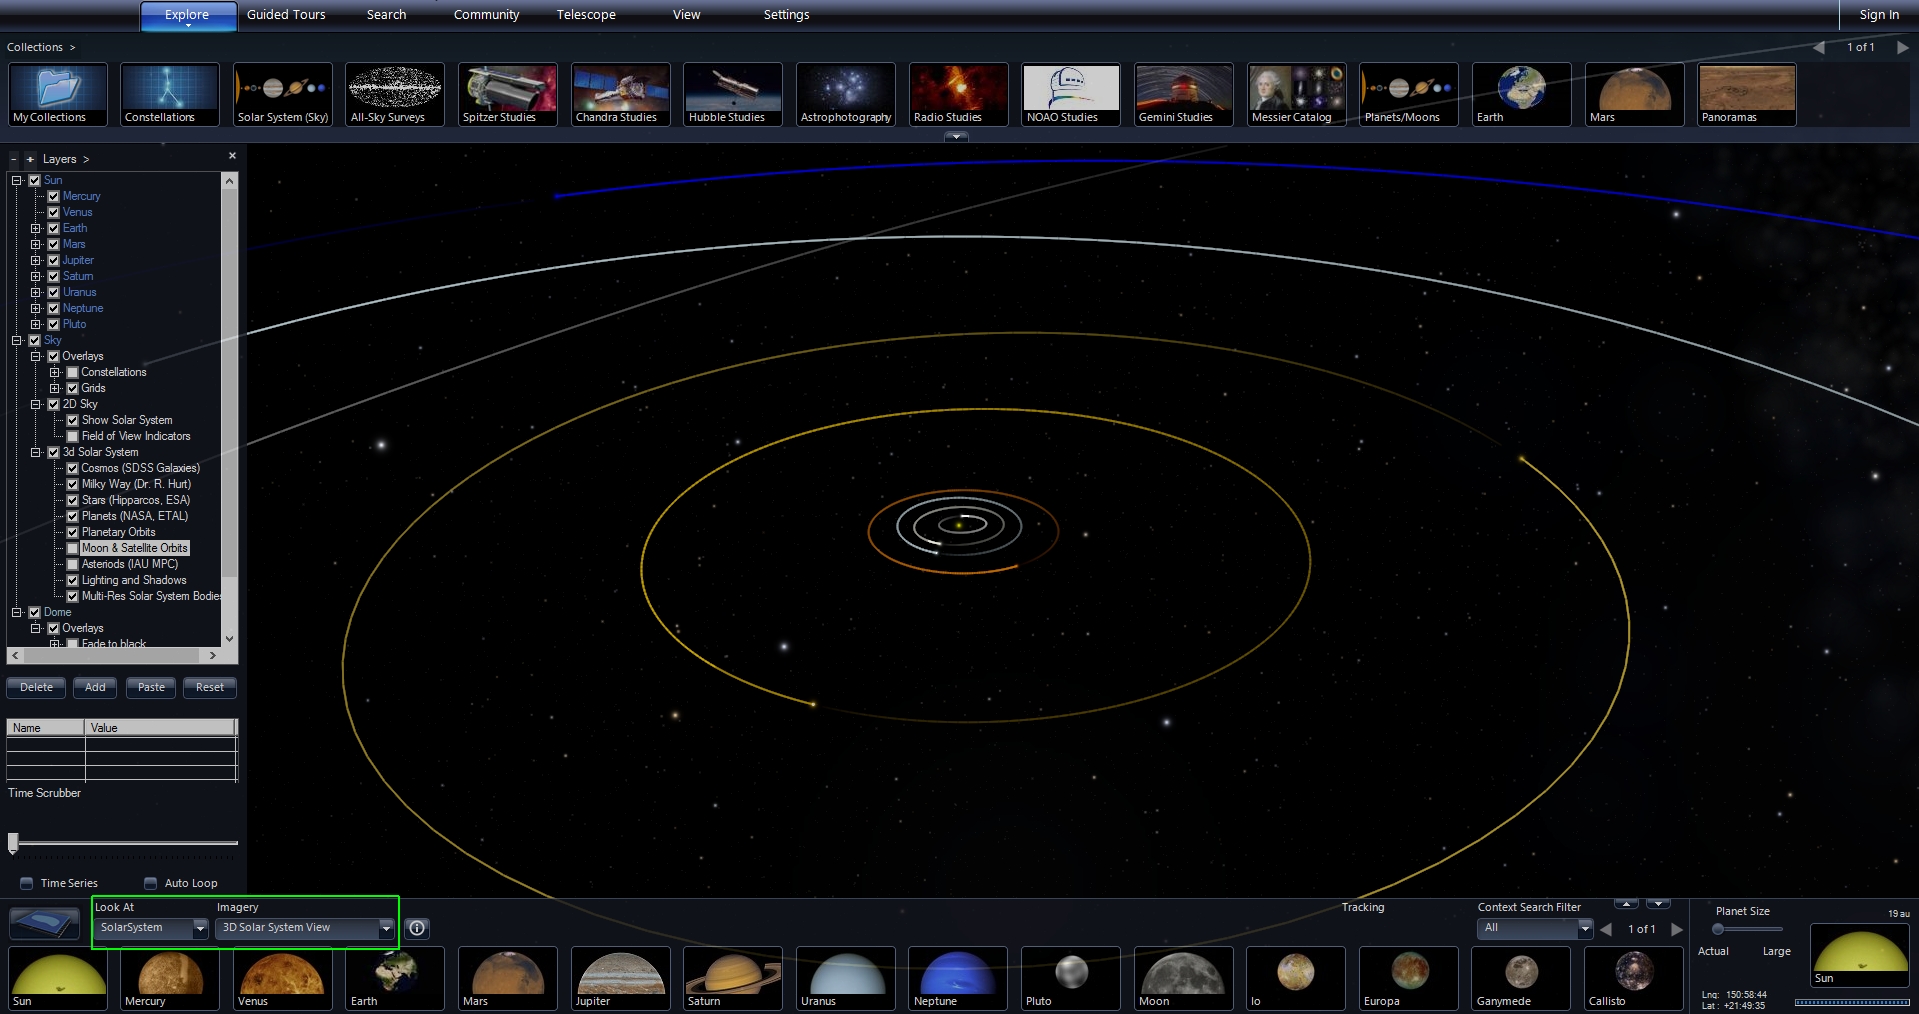 Explore
Guided Tours
Search
Community
Telescope
View
Settings
Sign In
Collections >
1 of 1
My Collections
Constellations
Solar System (Sky)
All-Sky Surveys
Spitzer Studies
Chandra Studies
Hubble Studies
Astrophotography
Radio Studies
NOAO Studies
Gemini Studies
Messier Catalog
Planets/Moons
Earth
Mars
Panoramas
- + Layers >
Sun
Mercury
Venus
Earth
Mars
Jupiter
Saturn
Uranus
Neptune
Pluto
Sky
Overlays
Constellations
Grids
2D Sky
Show Solar System
Field of View Indicators
3d Solar System
Cosmos (SDSS Galaxies)
Milky Way (Dr. R. Hurt)
Stars (Hipparcos, ESA)
Planets (NASA, ETAL)
Planetary Orbits
Moon & Satellite Orbits
Asteriods (IAU MPC)
Lighting and Shadows
Multi-Res Solar System Bodies
Dome
Overlays
Fade to black
Delete
Add
Paste
Reset
Name
Value
Time Scrubber
Time Series
Auto Loop
Look At
Imagery
SolarSystem
3D Solar System View
Tracking
Context Search Filter
All
1 of 1
Planet Size
Actual
Large
19 au
Sun
Lng: 150:58:44
Lat : +21:49:35
Sun
Mercury
Venus
Earth
Mars
Jupiter
Saturn
Uranus
Neptune
Pluto
Moon
Io
Europa
Ganymede
Callisto